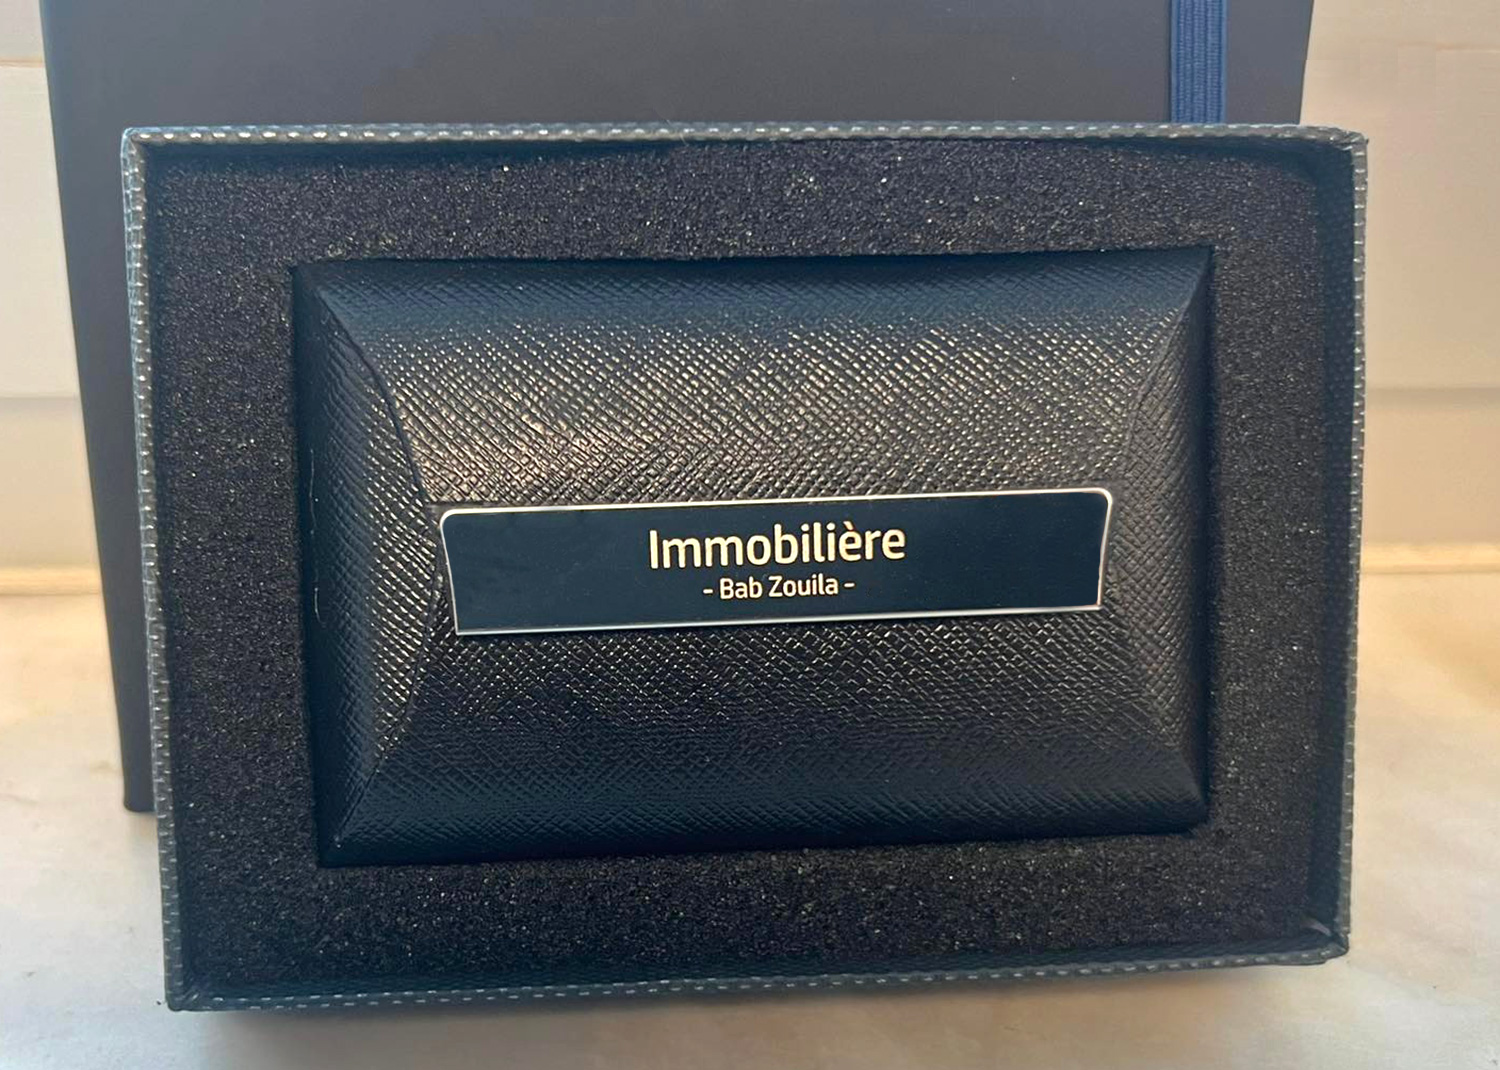 Immobilière
- Bab Zouila -